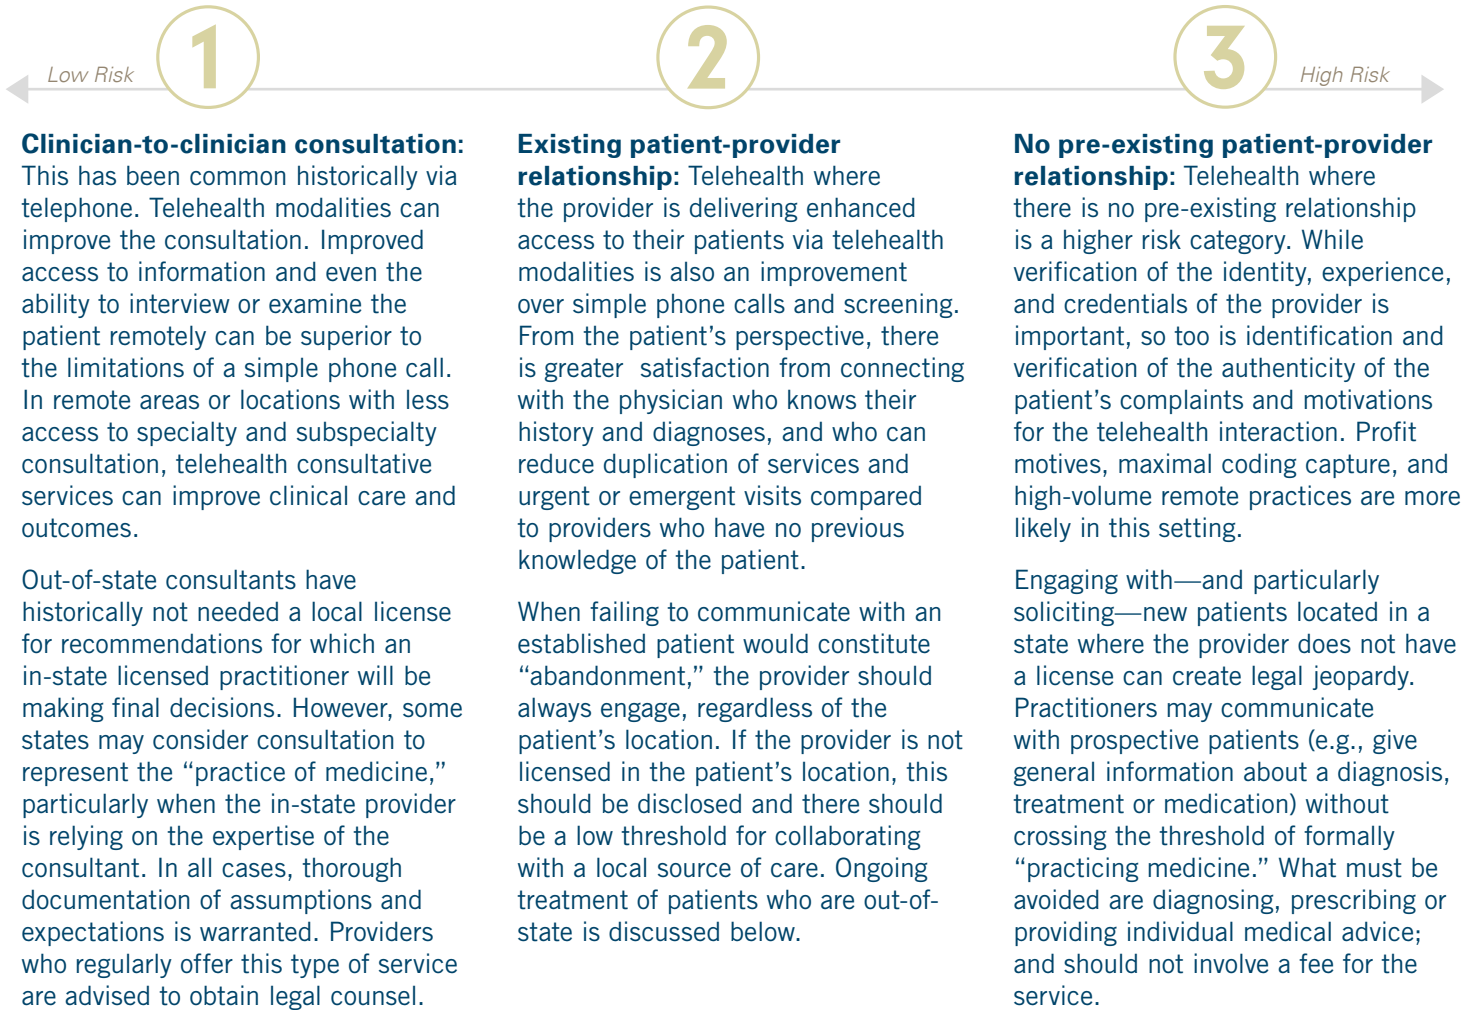 Low Risk
1
2
3
High Risk
Clinician-to-clinician consultation:
This has been common historically via
telephone. Telehealth modalities can
improve the consultation. Improved
access to information and even the
ability to interview or examine the
patient remotely can be superior to
the limitations of a simple phone call.
In remote areas or locations with less
access to specialty and subspecialty
consultation, telehealth consultative
services can improve clinical care and
outcomes.
Out-of-state consultants have
historically not needed a local license
for recommendations for which an
in-state licensed practitioner will be
making final decisions. However, some
states may consider consultation to
represent the “practice of medicine,”
particularly when the in-state provider
is relying on the expertise of the
consultant. In all cases, thorough
documentation of assumptions and
expectations is warranted. Providers
who regularly offer this type of service
are advised to obtain legal counsel.
Existing patient-provider
relationship: Telehealth where
the provider is delivering enhanced
access to their patients via telehealth
modalities is also an improvement
over simple phone calls and screening.
From the patient’s perspective, there
is greater  satisfaction from connecting
with the physician who knows their
history and diagnoses, and who can
reduce duplication of services and
urgent or emergent visits compared
to providers who have no previous
knowledge of the patient.
When failing to communicate with an
established patient would constitute
“abandonment,” the provider should
always engage, regardless of the
patient’s location. If the provider is not
licensed in the patient’s location, this
should be disclosed and there should
be a low threshold for collaborating
with a local source of care. Ongoing
treatment of patients who are out-of-
state is discussed below.
No pre-existing patient-provider
relationship: Telehealth where
there is no pre-existing relationship
is a higher risk category. While
verification of the identity, experience,
and credentials of the provider is
important, so too is identification and
verification of the authenticity of the
patient’s complaints and motivations
for the telehealth interaction. Profit
motives, maximal coding capture, and
high-volume remote practices are more
likely in this setting.
Engaging with—and particularly
soliciting—new patients located in a
state where the provider does not have
a license can create legal jeopardy.
Practitioners may communicate
with prospective patients (e.g., give
general information about a diagnosis,
treatment or medication) without
crossing the threshold of formally
“practicing medicine.” What must be
avoided are diagnosing, prescribing or
providing individual medical advice;
and should not involve a fee for the
service.